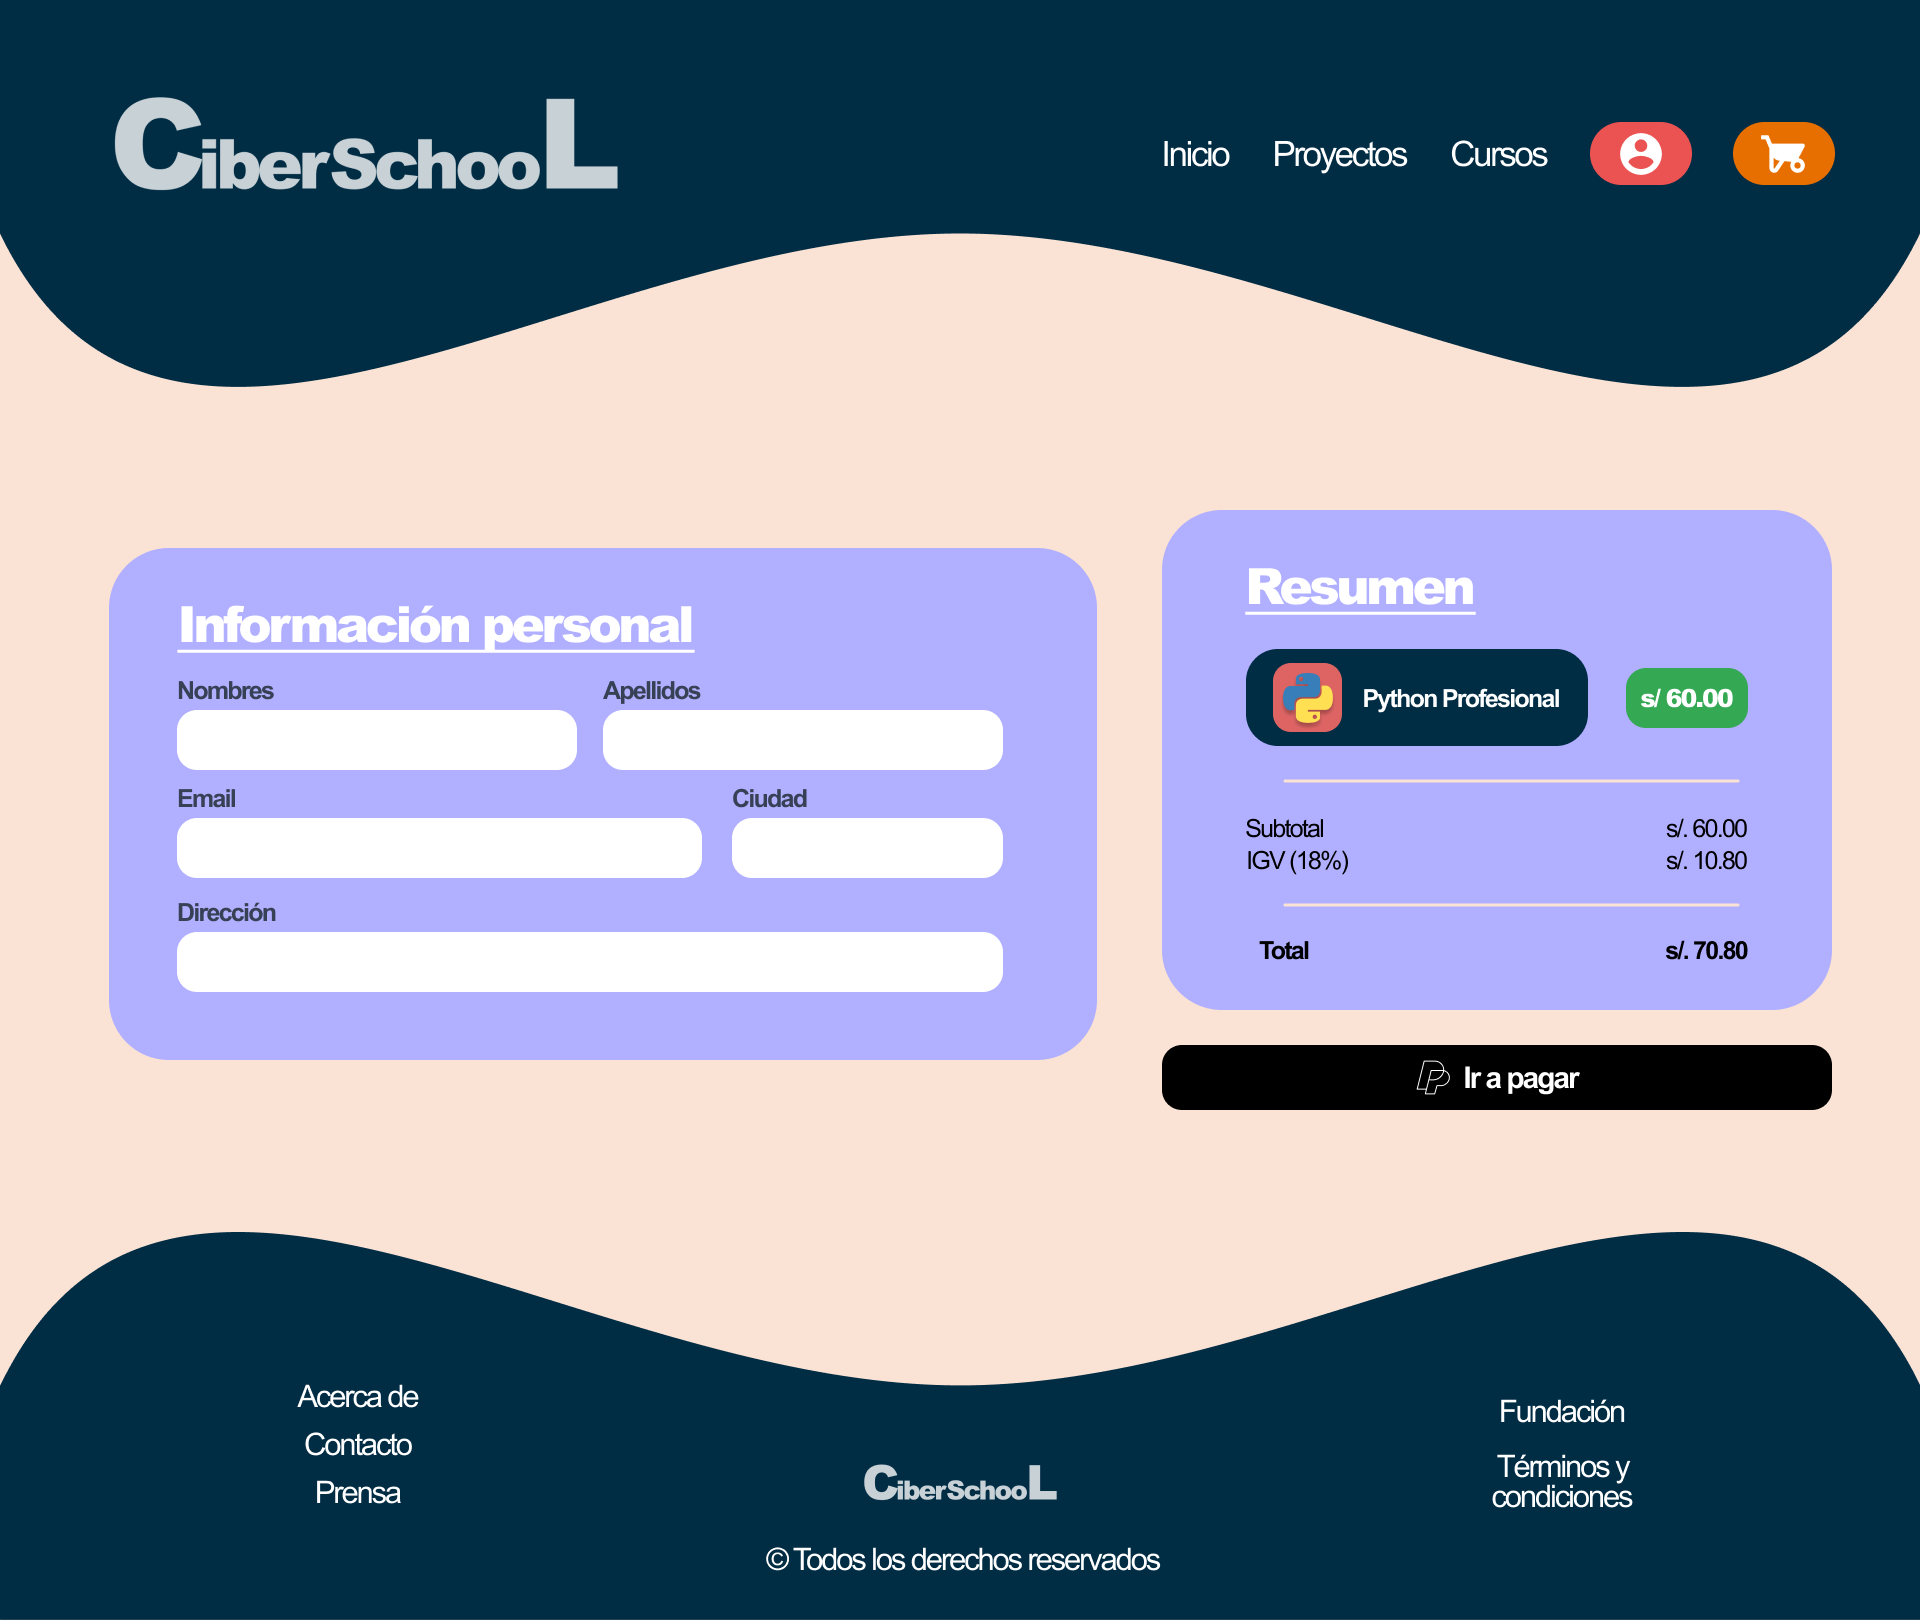 CiberSchooL
Inicio
Proyectos
Cursos
Información personal
Nombres
Apellidos
Email
Ciudad
Dirección
Resumen
Python Profesional
s/ 60.00
Subtotal
s/. 60.00
IGV (18%)
s/. 10.80
Total
s/. 70.80
Ir a pagar
Acerca de
Contacto
Prensa
CiberSchooL
© Todos los derechos reservados
Fundación
Términos y
condiciones